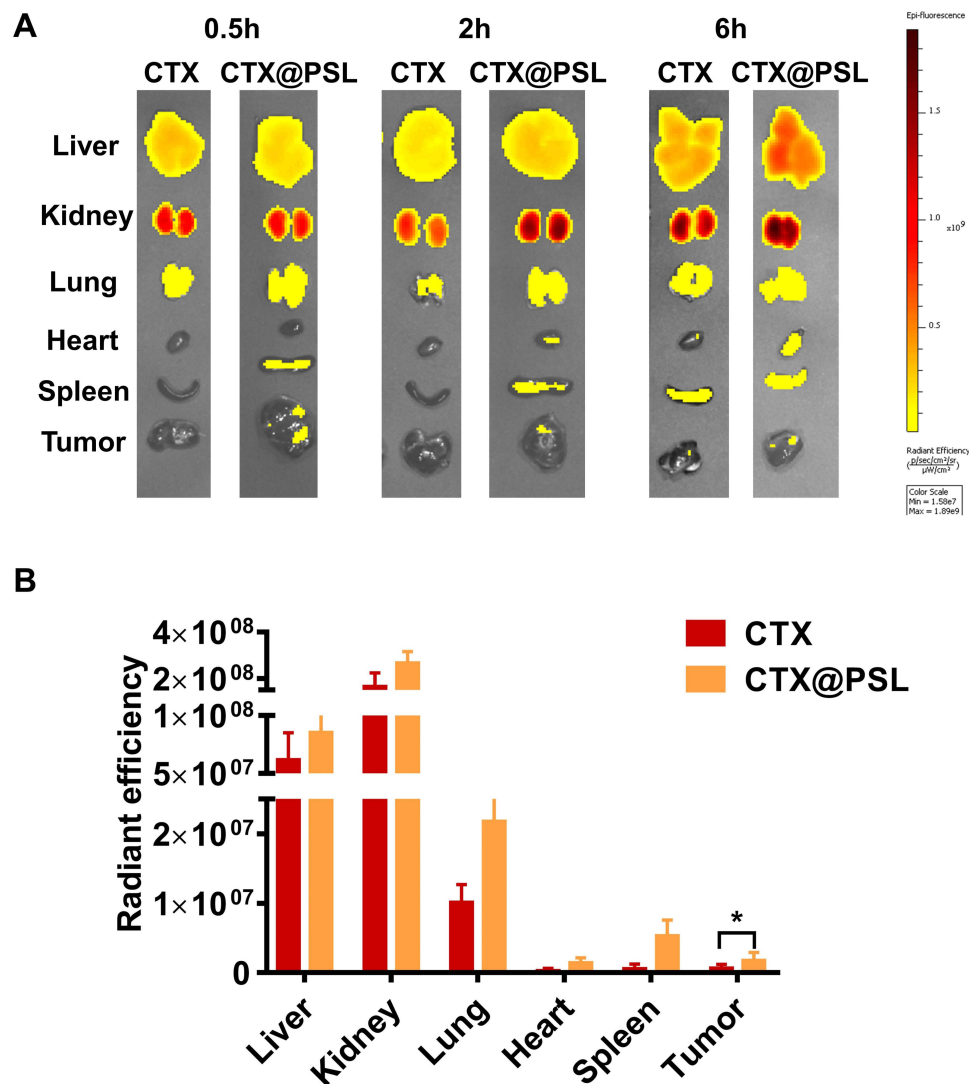 A
0.5h 2h 6h
CTX CTX@PSL CTX CTX@PSL CTX CTX@PSL
Liver
Kidney
Lung
Heart
Spleen
Tumor
Epi-fluorescence
1.5
1.0
x10⁹
0.5
Radiant Efficiency
(p/sec/cm²/sr / µW/cm²)
Color Scale
Min = 1.58e7
Max = 1.89e9
B
Radiant efficiency
4×10⁰⁸
2×10⁰⁸
1×10⁰⁸
5×10⁰⁷
2×10⁰⁷
1×10⁰⁷
0
CTX
CTX@PSL
*
Liver Kidney Lung Heart Spleen Tumor